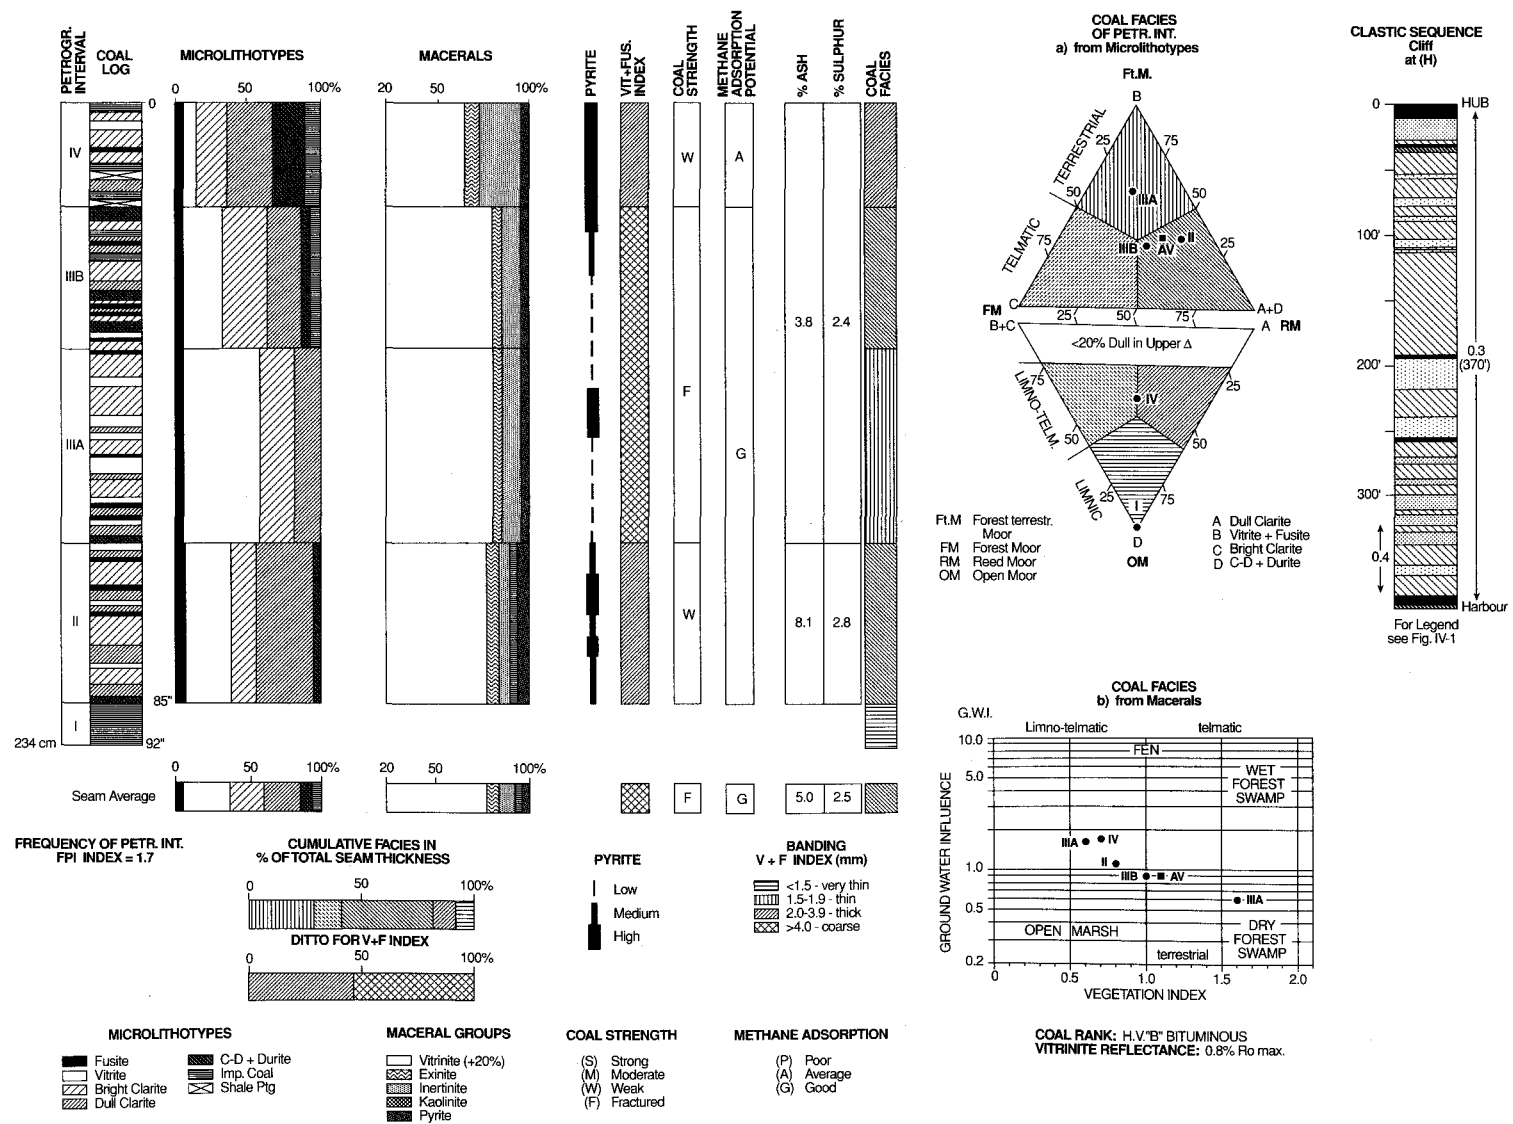 PETROGR.
INTERVAL
COAL
LOG
MICROLITHOTYPES
0 50 100%
MACERALS
20 50 100%
PYRITE
VIT+FUS.
INDEX
COAL
STRENGTH
METHANE
ADSORPTION
POTENTIAL
% ASH
% SULPHUR
COAL
FACIES
0
IV
IIIB
IIIA
II
I
85"
92"
234 cm
W
F
W
A
G
3.8 2.4
8.1 2.8
Seam Average
0 50 100%
20 50 100%
F
G
5.0 2.5
COAL FACIES
OF PETR. INT.
a) from Microlithotypes
Ft.M.
B
TERRESTRIAL
25 75
50 50
IIIA
TELMATIC
75
IIIB AV II
25
FM C
A+D
25 50 75
B+C
A RM
<20% Dull in Upper Δ
75
25
LIMNO-TELM.
IV
50
50
LIMNIC
25 75
I
D
OM
Ft.M Forest terrestr.
Moor
FM Forest Moor
RM Reed Moor
OM Open Moor
A Dull Clarite
B Vitrite + Fusite
C Bright Clarite
D C-D + Durite
CLASTIC SEQUENCE
Cliff
at (H)
0
HUB
100'
200'
300'
0.3
(370')
0.4
Harbour
For Legend
see Fig. IV-1
COAL FACIES
b) from Macerals
G.W.I.
Limno-telmatic telmatic
10.0
5.0
1.0
0.5
0.2
GROUND WATER INFLUENCE
FEN
WET
FOREST
SWAMP
IIIA IV
II
IIIB AV
IIIA
OPEN MARSH
DRY
FOREST
SWAMP
terrestrial
0 0.5 1.0 1.5 2.0
VEGETATION INDEX
COAL RANK: H.V."B" BITUMINOUS
VITRINITE REFLECTANCE: 0.8% Ro max.
FREQUENCY OF PETR. INT.
FPI INDEX = 1.7
CUMULATIVE FACIES IN
% OF TOTAL SEAM THICKNESS
0 50 100%
DITTO FOR V+F INDEX
0 50 100%
PYRITE
Low
Medium
High
BANDING
V + F INDEX (mm)
<1.5 - very thin
1.5-1.9 - thin
2.0-3.9 - thick
>4.0 - coarse
MICROLITHOTYPES
Fusite
Vitrite
Bright Clarite
Dull Clarite
C-D + Durite
Imp. Coal
Shale Ptg
MACERAL GROUPS
Vitrinite (+20%)
Exinite
Inertinite
Kaolinite
Pyrite
COAL STRENGTH
(S) Strong
(M) Moderate
(W) Weak
(F) Fractured
METHANE ADSORPTION
(P) Poor
(A) Average
(G) Good